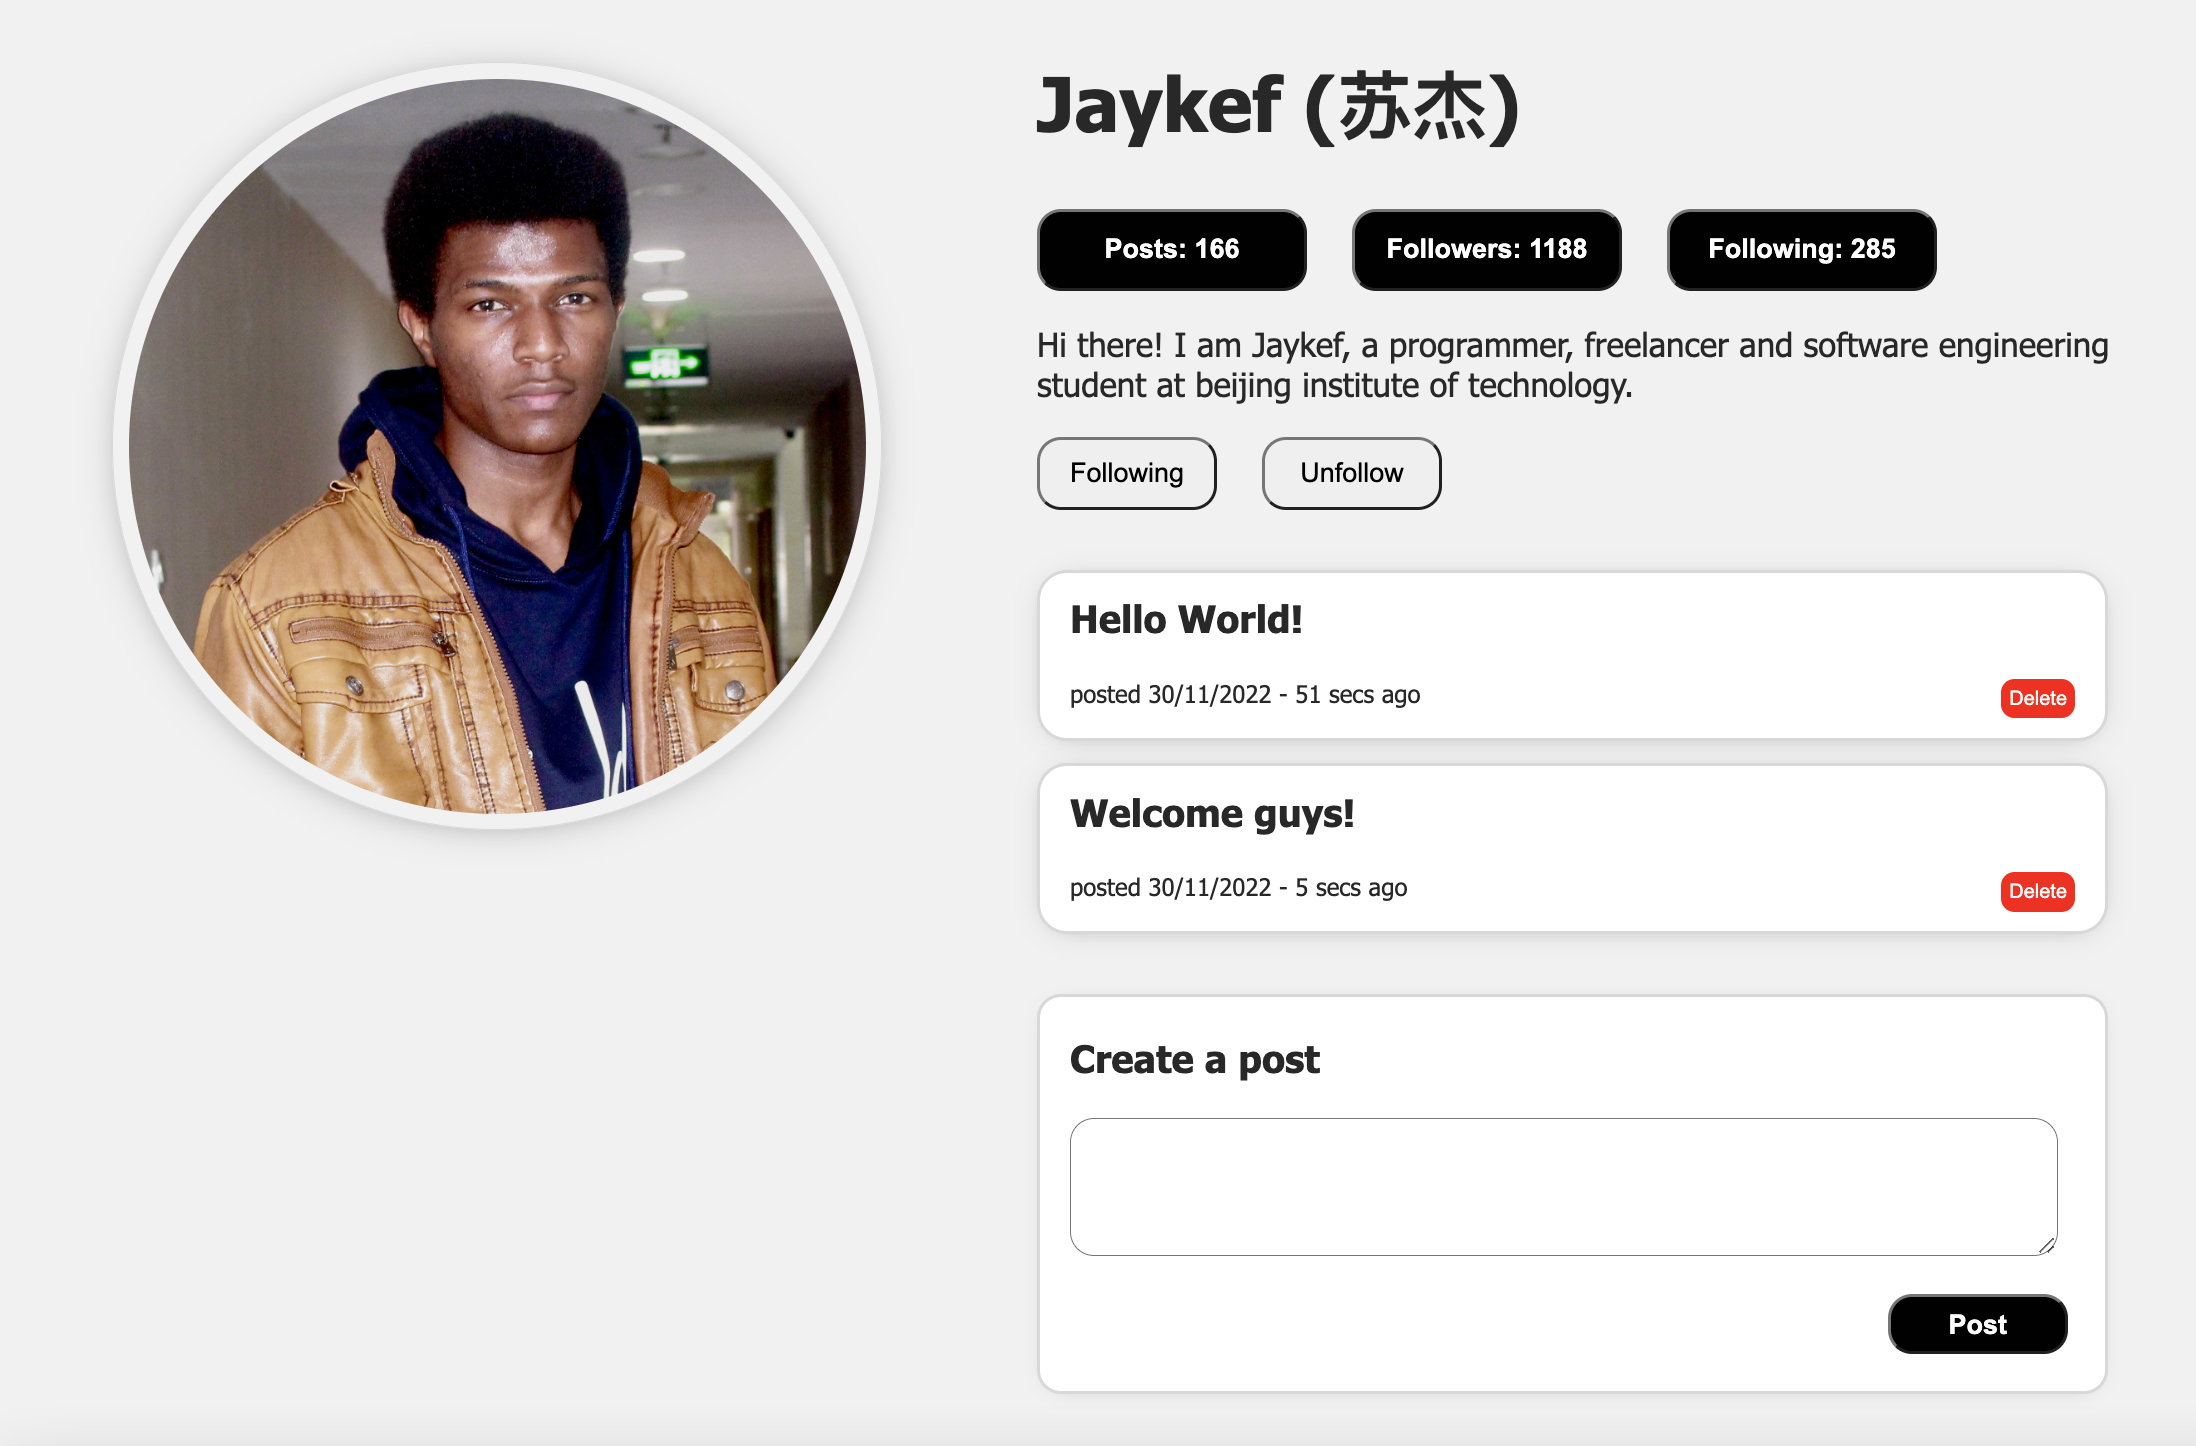 Jaykef (苏杰)
Posts: 166
Followers: 1188
Following: 285
Hi there! I am Jaykef, a programmer, freelancer and software engineering
student at beijing institute of technology.
Following
Unfollow
Hello World!
posted 30/11/2022 - 51 secs ago
Delete
Welcome guys!
posted 30/11/2022 - 5 secs ago
Delete
Create a post
Post